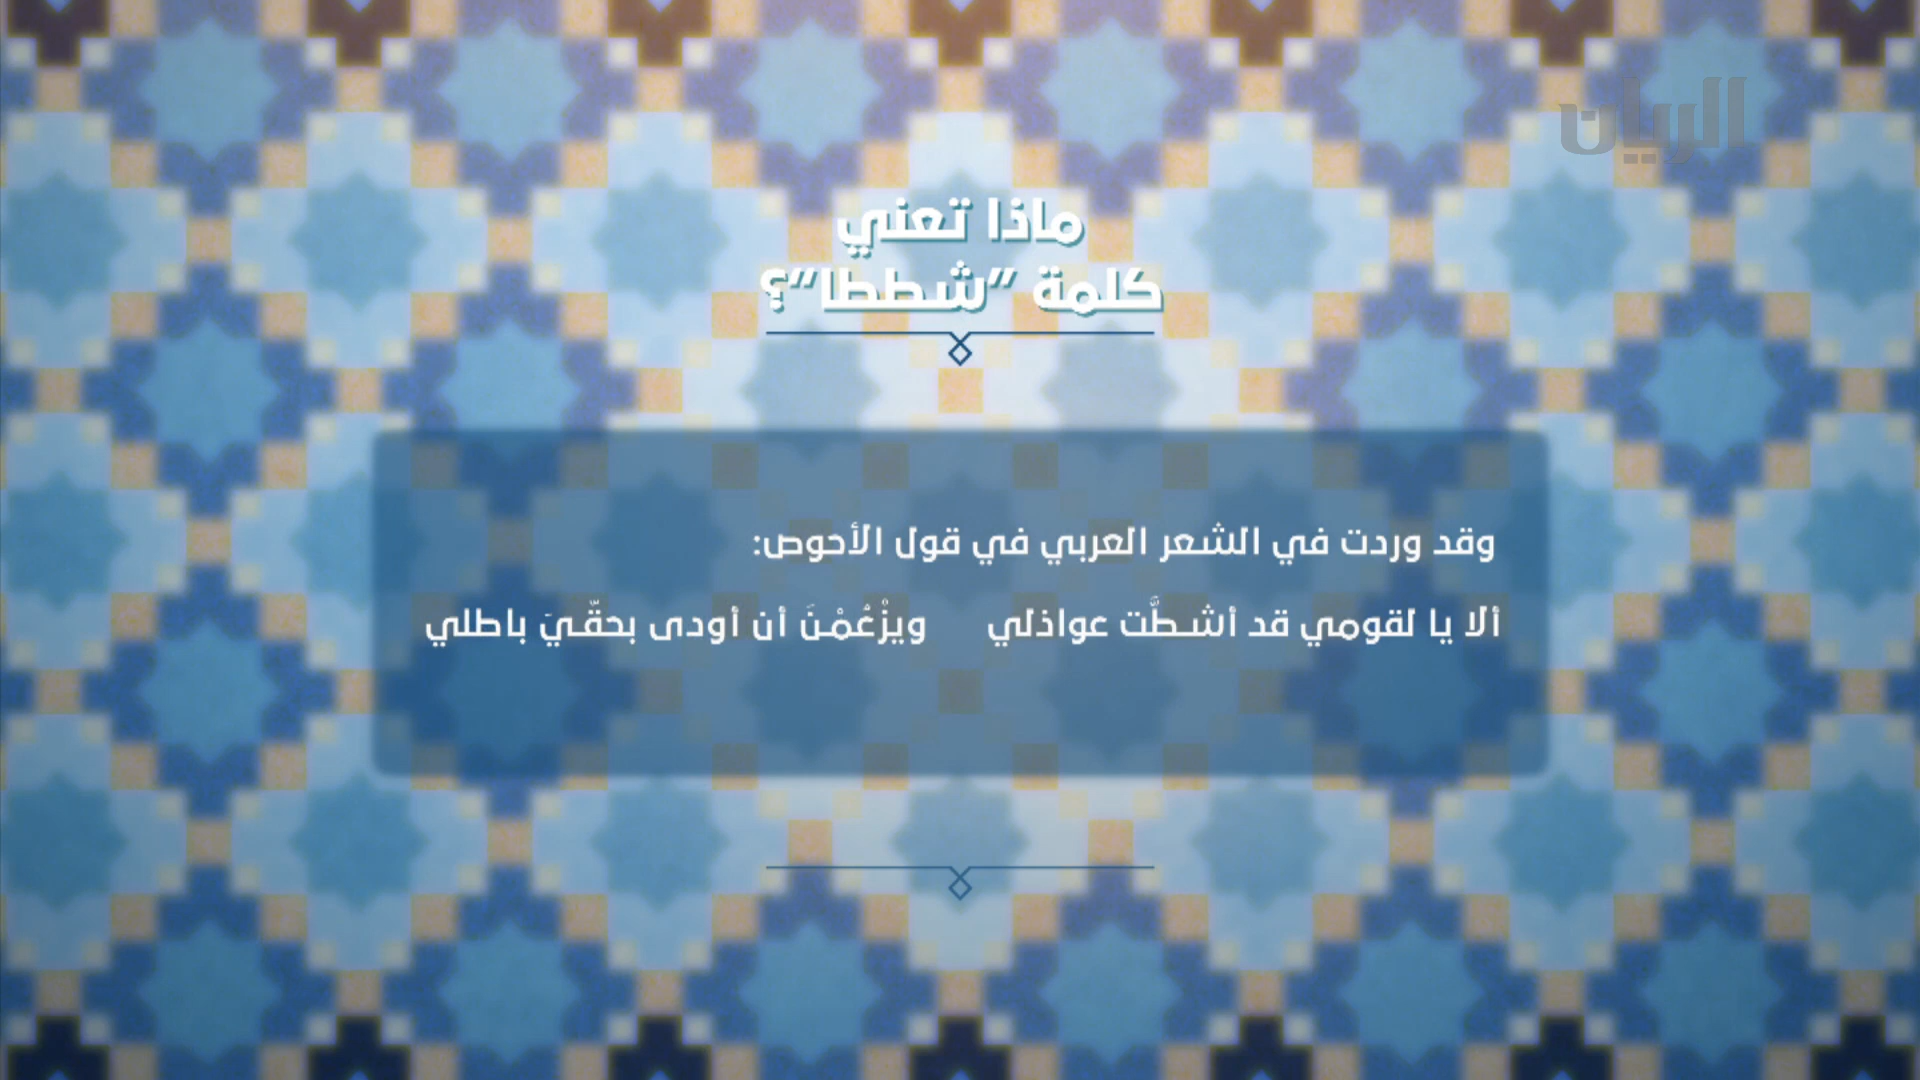 الريان
ماذا تعني
كلمة "شططا"؟
وقد وردت في الشعر العربي في قول الأحوص:
ألا يا لقومي قد أشطَّت عواذلي ويزْعُمْنَ أن أودى بحقّيَ باطلي